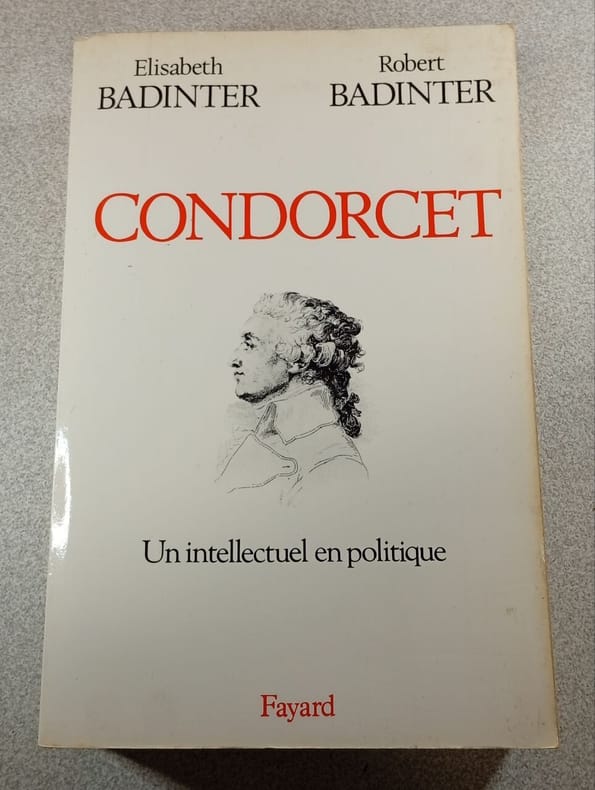 Elisabeth
BADINTER
Robert
BADINTER
CONDORCET
Un intellectuel en politique
Fayard